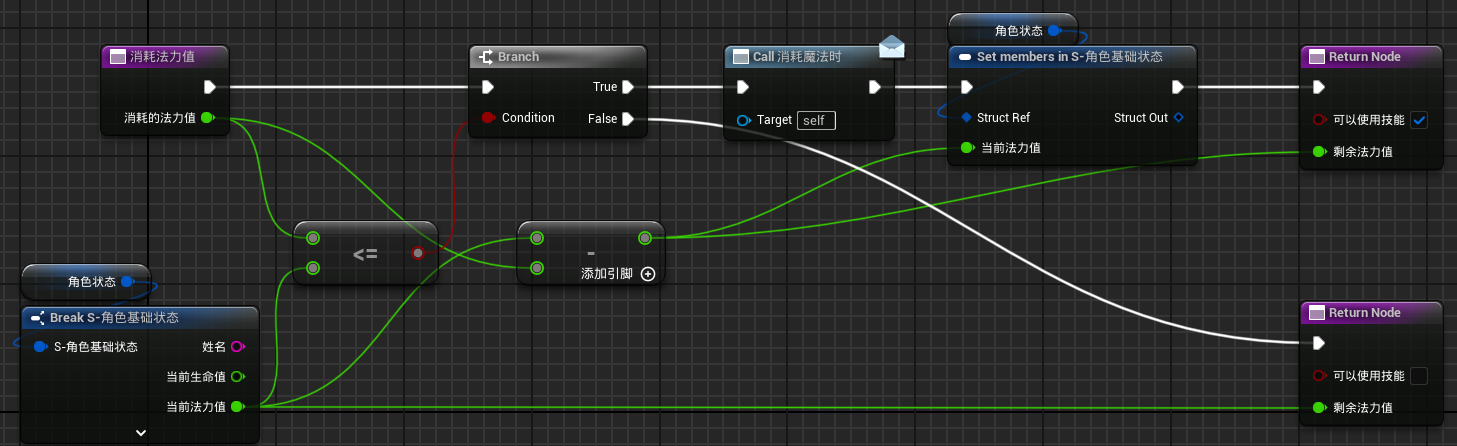 消耗法力值
消耗的法力值
Branch
True
Condition
False
Call 消耗魔法时
Target
self
角色状态
Set members in S-角色基础状态
Struct Ref
Struct Out
当前法力值
Return Node
可以使用技能
剩余法力值
<=
-
添加引脚
角色状态
Break S-角色基础状态
S-角色基础状态
姓名
当前生命值
当前法力值
Return Node
可以使用技能
剩余法力值